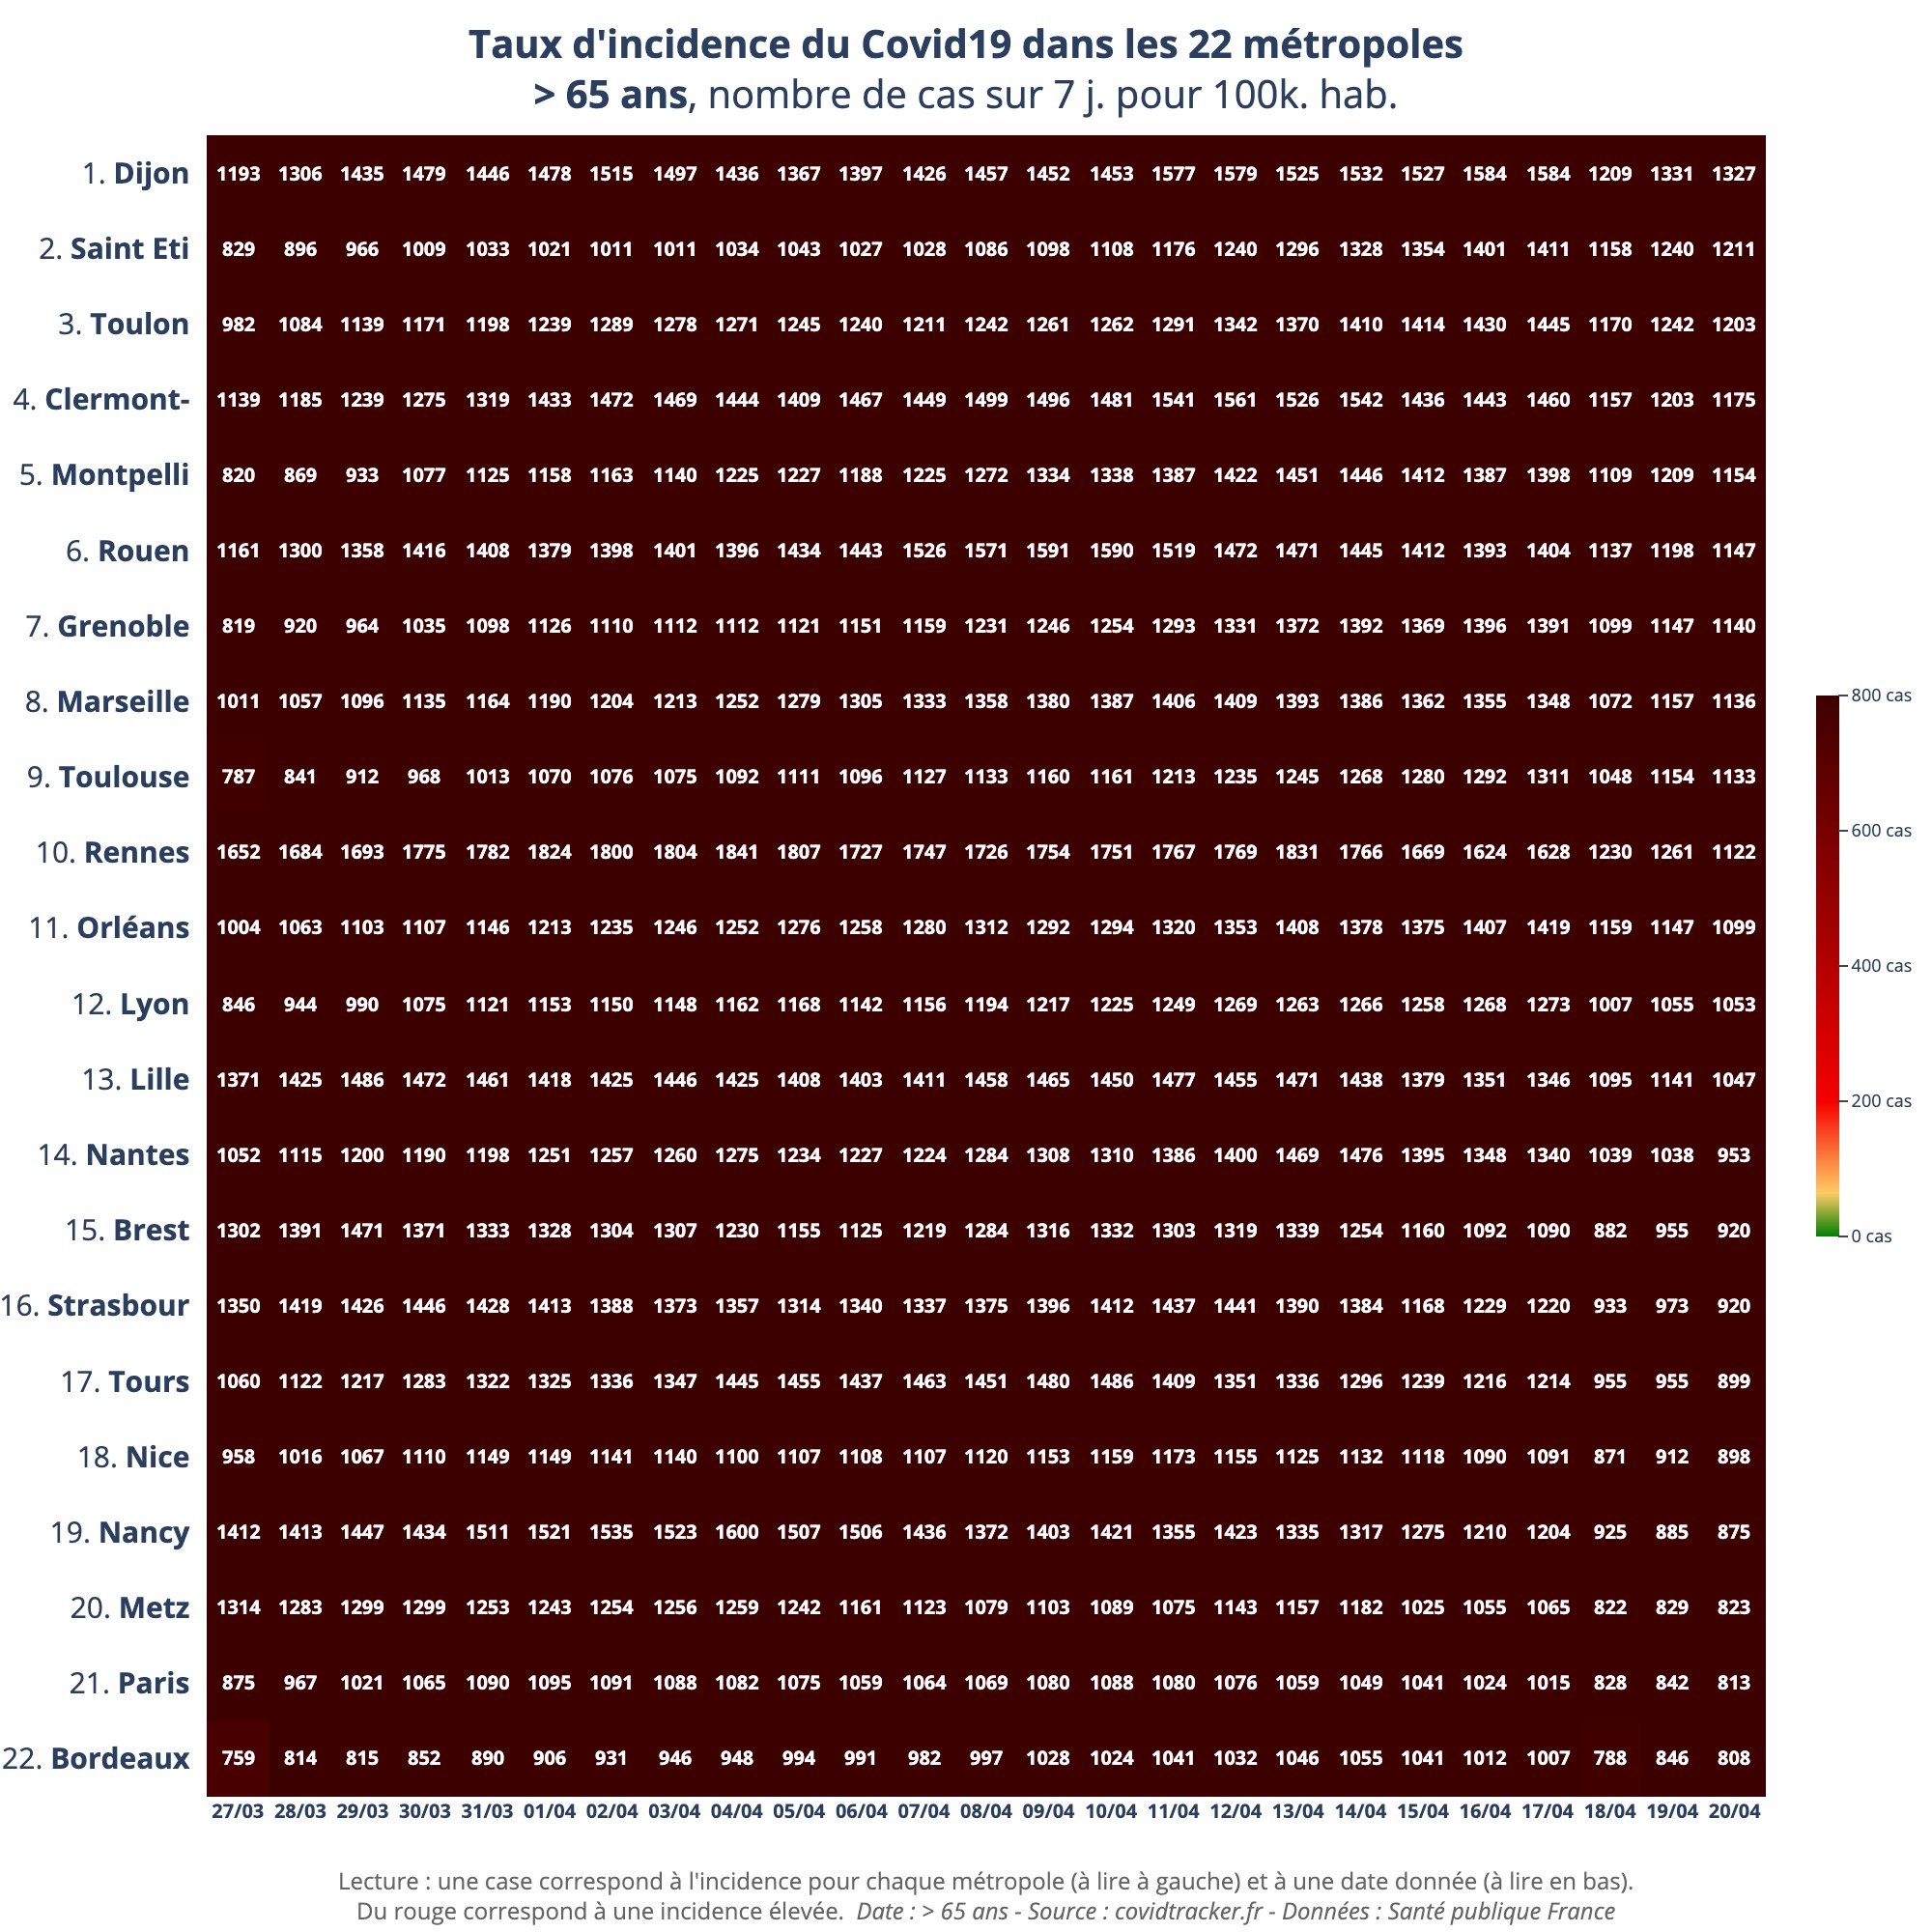 Taux d'incidence du Covid19 dans les 22 métropoles
> 65 ans, nombre de cas sur 7 j. pour 100k. hab.
1. Dijon 1193 1306 1435 1479 1446 1478 1515 1497 1436 1367 1397 1426 1457 1452 1453 1577 1579 1525 1532 1527 1584 1584 1209 1331 1327
2. Saint Eti 829 896 966 1009 1033 1021 1011 1011 1034 1043 1027 1028 1086 1098 1108 1176 1240 1296 1328 1354 1401 1411 1158 1240 1211
3. Toulon 982 1084 1139 1171 1198 1239 1289 1278 1271 1245 1240 1211 1242 1261 1262 1291 1342 1370 1410 1414 1430 1445 1170 1242 1203
4. Clermont- 1139 1185 1239 1275 1319 1433 1472 1469 1444 1409 1467 1449 1499 1496 1481 1541 1561 1526 1542 1436 1443 1460 1157 1203 1175
5. Montpelli 820 869 933 1077 1125 1158 1163 1140 1225 1227 1188 1225 1272 1334 1338 1387 1422 1451 1446 1412 1387 1398 1109 1209 1154
6. Rouen 1161 1300 1358 1416 1408 1379 1398 1401 1396 1434 1443 1526 1571 1591 1590 1519 1472 1471 1445 1412 1393 1404 1137 1198 1147
7. Grenoble 819 920 964 1035 1098 1126 1110 1112 1112 1121 1151 1159 1231 1246 1254 1293 1331 1372 1392 1369 1396 1391 1099 1147 1140
8. Marseille 1011 1057 1096 1135 1164 1190 1204 1213 1252 1279 1305 1333 1358 1380 1387 1406 1409 1393 1386 1362 1355 1348 1072 1157 1136
9. Toulouse 787 841 912 968 1013 1070 1076 1075 1092 1111 1096 1127 1133 1160 1161 1213 1235 1245 1268 1280 1292 1311 1048 1154 1133
10. Rennes 1652 1684 1693 1775 1782 1824 1800 1804 1841 1807 1727 1747 1726 1754 1751 1767 1769 1831 1766 1669 1624 1628 1230 1261 1122
11. Orléans 1004 1063 1103 1107 1146 1213 1235 1246 1252 1276 1258 1280 1312 1292 1294 1320 1353 1408 1378 1375 1407 1419 1159 1147 1099
12. Lyon 846 944 990 1075 1121 1153 1150 1148 1162 1168 1142 1156 1194 1217 1225 1249 1269 1263 1266 1258 1268 1273 1007 1055 1053
13. Lille 1371 1425 1486 1472 1461 1418 1425 1446 1425 1408 1403 1411 1458 1465 1450 1477 1455 1471 1438 1379 1351 1346 1095 1141 1047
14. Nantes 1052 1115 1200 1190 1198 1251 1257 1260 1275 1234 1227 1224 1284 1308 1310 1386 1400 1469 1476 1395 1348 1340 1039 1038 953
15. Brest 1302 1391 1471 1371 1333 1328 1304 1307 1230 1155 1125 1219 1284 1316 1332 1303 1319 1339 1254 1160 1092 1090 882 955 920
16. Strasbour 1350 1419 1426 1446 1428 1413 1388 1373 1357 1314 1340 1337 1375 1396 1412 1437 1441 1390 1384 1168 1229 1220 933 973 920
17. Tours 1060 1122 1217 1283 1322 1325 1336 1347 1445 1455 1437 1463 1451 1480 1486 1409 1351 1336 1296 1239 1216 1214 955 955 899
18. Nice 958 1016 1067 1110 1149 1149 1141 1140 1100 1107 1108 1107 1120 1153 1159 1173 1155 1125 1132 1118 1090 1091 871 912 898
19. Nancy 1412 1413 1447 1434 1511 1521 1535 1523 1600 1507 1506 1436 1372 1403 1421 1355 1423 1335 1317 1275 1210 1204 925 885 875
20. Metz 1314 1283 1299 1299 1253 1243 1254 1256 1259 1242 1161 1123 1079 1103 1089 1075 1143 1157 1182 1025 1055 1065 822 829 823
21. Paris 875 967 1021 1065 1090 1095 1091 1088 1082 1075 1059 1064 1069 1080 1088 1080 1076 1059 1049 1041 1024 1015 828 842 813
22. Bordeaux 759 814 815 852 890 906 931 946 948 994 991 982 997 1028 1024 1041 1032 1046 1055 1041 1012 1007 788 846 808
27/03 28/03 29/03 30/03 31/03 01/04 02/04 03/04 04/04 05/04 06/04 07/04 08/04 09/04 10/04 11/04 12/04 13/04 14/04 15/04 16/04 17/04 18/04 19/04 20/04
800 cas
600 cas
400 cas
200 cas
0 cas
Lecture : une case correspond à l'incidence pour chaque métropole (à lire à gauche) et à une date donnée (à lire en bas).
Du rouge correspond à une incidence élevée. Date : > 65 ans - Source : covidtracker.fr - Données : Santé publique France